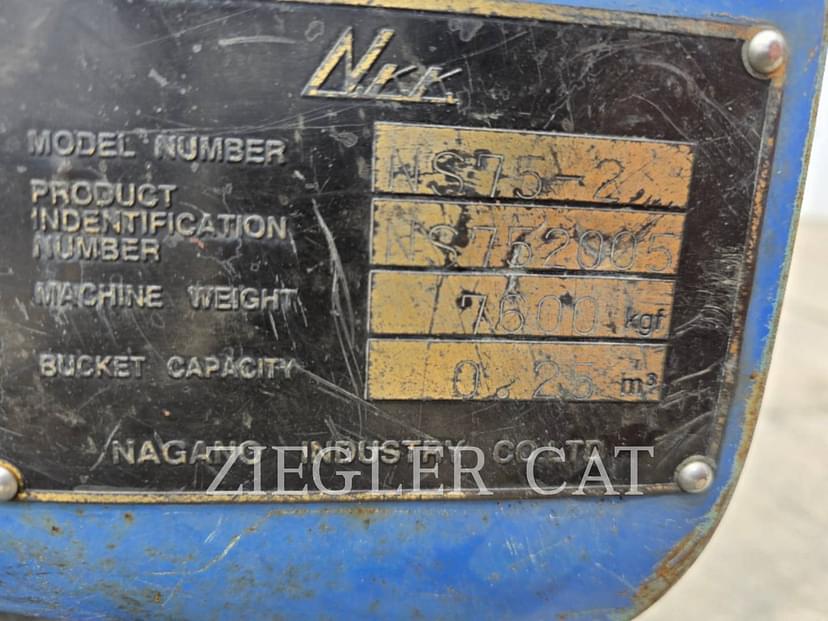 NKK
MODEL NUMBER NS75-2
PRODUCT
INDENTIFICATION
NUMBER NS752005
MACHINE WEIGHT 7600 kgf
BUCKET CAPACITY 0.25 m³
NAGANO INDUSTRY CO LTD
ZIEGLER CAT